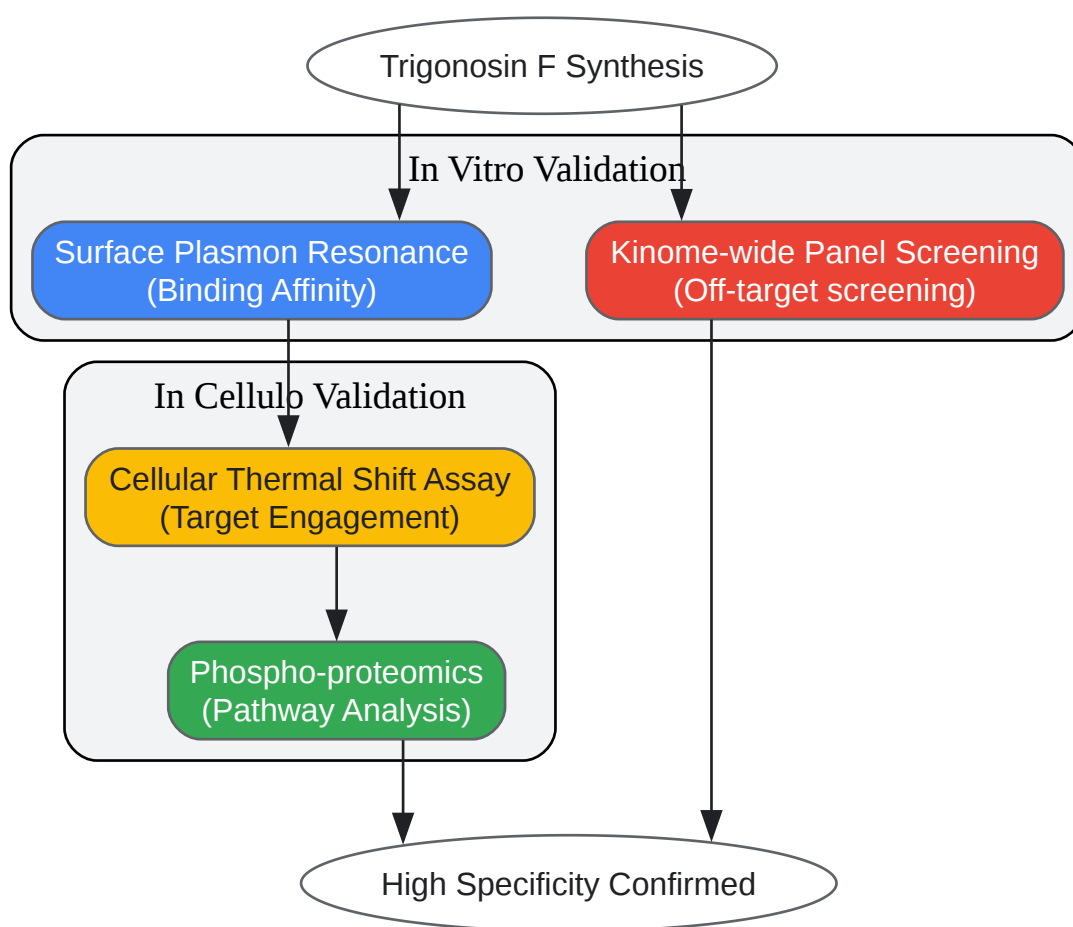 Trigonosin F Synthesis
In Vitro Validation
Surface Plasmon Resonance
(Binding Affinity)
Kinome-wide Panel Screening
(Off-target screening)
In Cellulo Validation
Cellular Thermal Shift Assay
(Target Engagement)
Phospho-proteomics
(Pathway Analysis)
High Specificity Confirmed